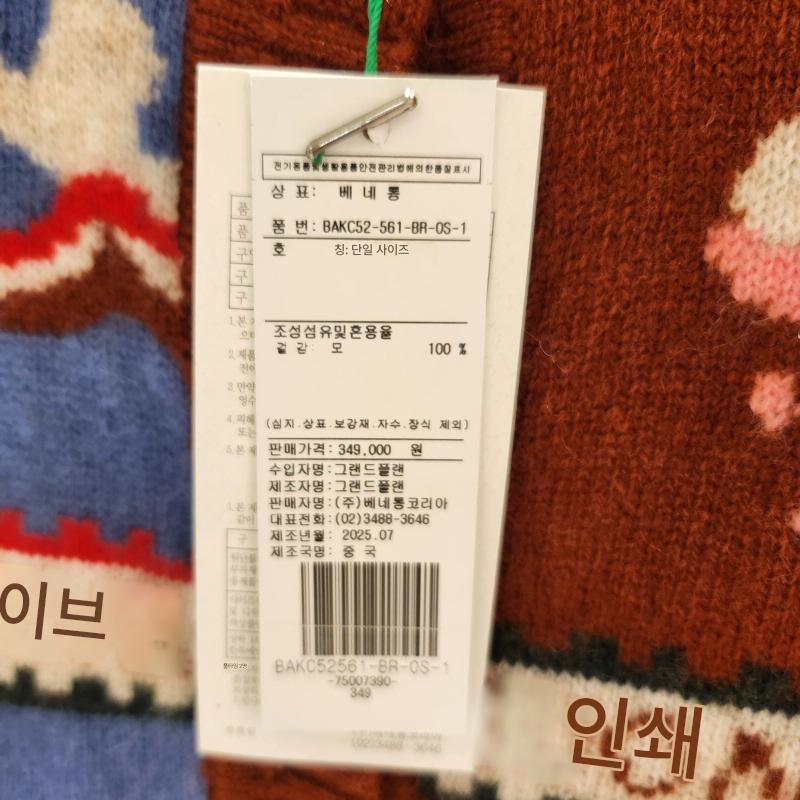 전기용품및생활용품안전관리법에의한품질표시
상 표: 베네통
품 번: BAKC52-561-BR-0S-1
호 칭: 단일 사이즈
조성섬유및혼용율
겉 감: 모 100 %
(심지.상표.보강재.자수.장식 제외)
판매가격: 349,000 원
수입자명:그랜드플랜
제조자명:그랜드플랜
판매자명:(주)베네통코리아
대표전화:(02)3488-3646
제조년월: 2025.07
제조국명: 중 국
BAKC52561-BR-0S-1
-75007390-
349
(02)3488-3646
이브
인쇄